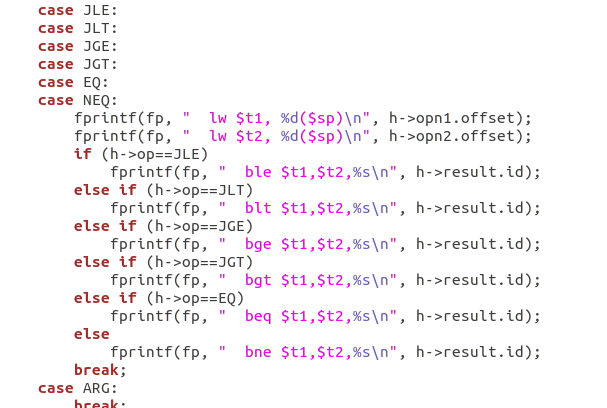 case JLE:
case JLT:
case JGE:
case JGT:
case EQ:
case NEQ:
    fprintf(fp, "  lw $t1, %d($sp)\n", h->opn1.offset);
    fprintf(fp, "  lw $t2, %d($sp)\n", h->opn2.offset);
    if (h->op==JLE)
        fprintf(fp, "  ble $t1,$t2,%s\n", h->result.id);
    else if (h->op==JLT)
        fprintf(fp, "  blt $t1,$t2,%s\n", h->result.id);
    else if (h->op==JGE)
        fprintf(fp, "  bge $t1,$t2,%s\n", h->result.id);
    else if (h->op==JGT)
        fprintf(fp, "  bgt $t1,$t2,%s\n", h->result.id);
    else if (h->op==EQ)
        fprintf(fp, "  beq $t1,$t2,%s\n", h->result.id);
    else
        fprintf(fp, "  bne $t1,$t2,%s\n", h->result.id);
    break;
case ARG:
    break;